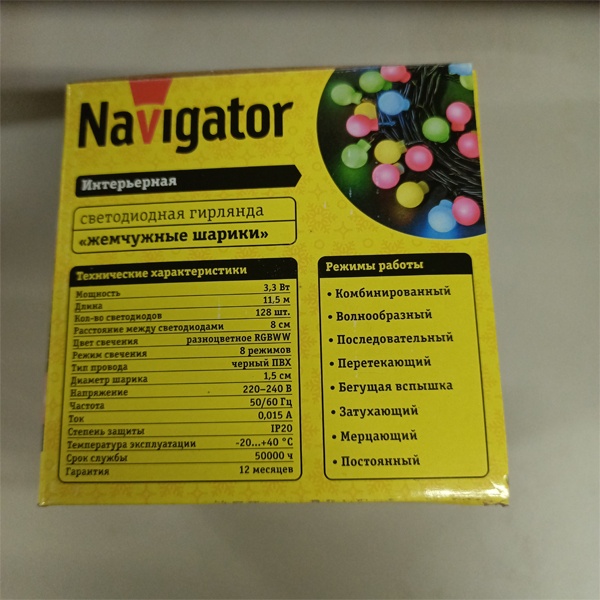 Navigator
Интерьерная
светодиодная гирлянда
«жемчужные шарики»
Технические характеристики
Мощность 3,3 Вт
Длина 11,5 м
Кол-во светодиодов 128 шт.
Расстояние между светодиодами 8 см
Цвет свечения разноцветное RGBWW
Режим свечения 8 режимов
Тип провода черный ПВХ
Диаметр шарика 1,5 см
Напряжение 220–240 В
Частота 50/60 Гц
Ток 0,015 А
Степень защиты IP20
Температура эксплуатации -20...+40 °C
Срок службы 50000 ч
Гарантия 12 месяцев
Режимы работы
• Комбинированный
• Волнообразный
• Последовательный
• Перетекающий
• Бегущая вспышка
• Затухающий
• Мерцающий
• Постоянный